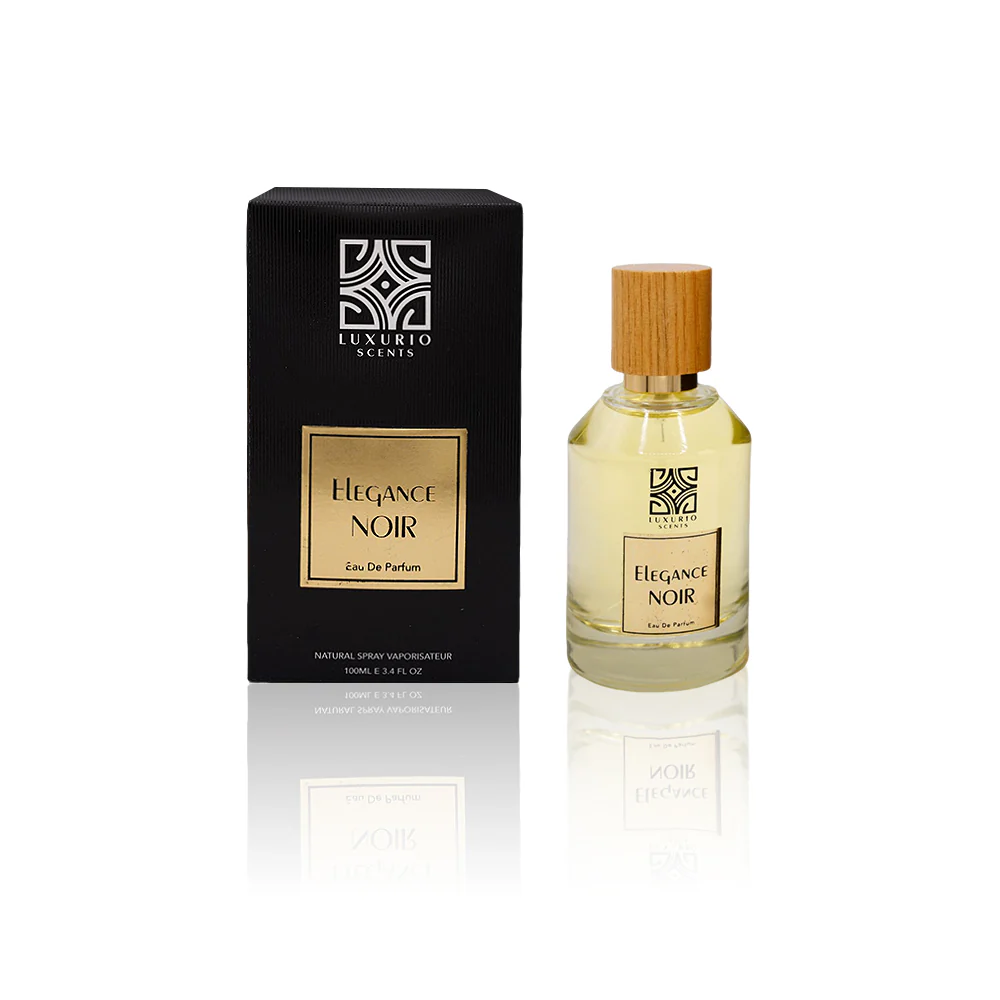 LUXURIO
SCENTS
ELEGANCE
NOIR
Eau De Parfum
NATURAL SPRAY VAPORISATEUR
100ML E 3.4 FL OZ
LUXURIO
SCENTS
ELEGANCE
NOIR
Eau De Parfum